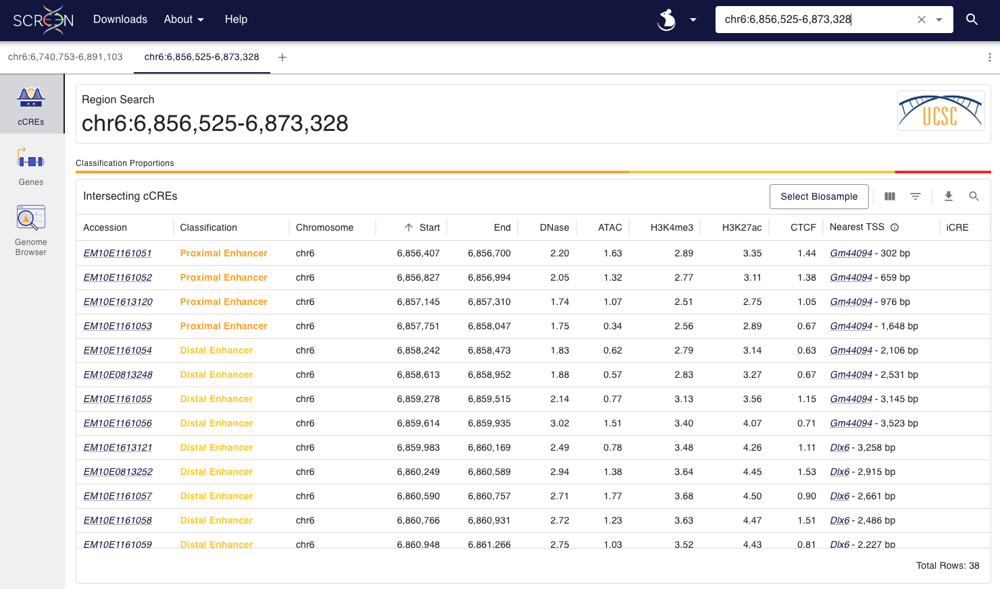 SCREEN Downloads About Help chr6:6,856,525-6,873,328
chr6:6,740,753-6,891,103 chr6:6,856,525-6,873,328
cCREs
Genes
Genome
Browser
Region Search
chr6:6,856,525-6,873,328
UCSC
Classification Proportions
Intersecting cCREs Select Biosample
Accession Classification Chromosome Start End DNase ATAC H3K4me3 H3K27ac CTCF Nearest TSS iCRE
EM10E1161051 Proximal Enhancer chr6 6,856,407 6,856,700 2.20 1.63 2.89 3.35 1.44 Gm44094 - 302 bp
EM10E1161052 Proximal Enhancer chr6 6,856,827 6,856,994 2.05 1.32 2.77 3.11 1.38 Gm44094 - 659 bp
EM10E1613120 Proximal Enhancer chr6 6,857,145 6,857,310 1.74 1.07 2.51 2.75 1.05 Gm44094 - 976 bp
EM10E1161053 Proximal Enhancer chr6 6,857,751 6,858,047 1.75 0.34 2.56 2.89 0.67 Gm44094 - 1,648 bp
EM10E1161054 Distal Enhancer chr6 6,858,242 6,858,473 1.83 0.62 2.79 3.14 0.63 Gm44094 - 2,106 bp
EM10E0813248 Distal Enhancer chr6 6,858,613 6,858,952 1.88 0.57 2.83 3.27 0.67 Gm44094 - 2,531 bp
EM10E1161055 Distal Enhancer chr6 6,859,278 6,859,515 2.14 0.77 3.13 3.56 1.15 Gm44094 - 3,145 bp
EM10E1161056 Distal Enhancer chr6 6,859,614 6,859,935 3.02 1.51 3.40 4.07 0.71 Gm44094 - 3,523 bp
EM10E1613121 Distal Enhancer chr6 6,859,983 6,860,169 2.49 0.78 3.48 4.26 1.11 Dlx6 - 3,258 bp
EM10E0813252 Distal Enhancer chr6 6,860,249 6,860,589 2.94 1.38 3.64 4.45 1.53 Dlx6 - 2,915 bp
EM10E1161057 Distal Enhancer chr6 6,860,590 6,860,757 2.71 1.77 3.68 4.50 0.90 Dlx6 - 2,661 bp
EM10E1161058 Distal Enhancer chr6 6,860,766 6,860,931 2.72 1.23 3.63 4.47 1.51 Dlx6 - 2,486 bp
EM10E1161059 Distal Enhancer chr6 6,860,948 6,861,266 2.75 1.03 3.52 4.43 0.81 Dlx6 - 2,227 bp
Total Rows: 38